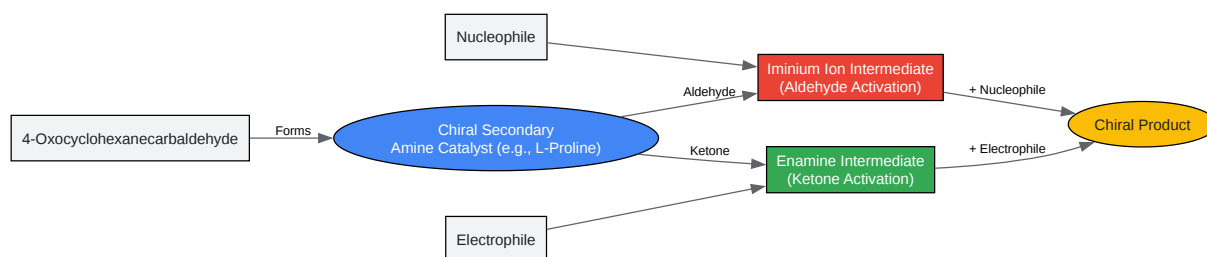 Nucleophile
Iminium Ion Intermediate
(Aldehyde Activation)
+ Nucleophile
Aldehyde
4-Oxocyclohexanecarbaldehyde
Forms
Chiral Secondary
Amine Catalyst (e.g., L-Proline)
Chiral Product
Ketone
Enamine Intermediate
(Ketone Activation)
+ Electrophile
Electrophile